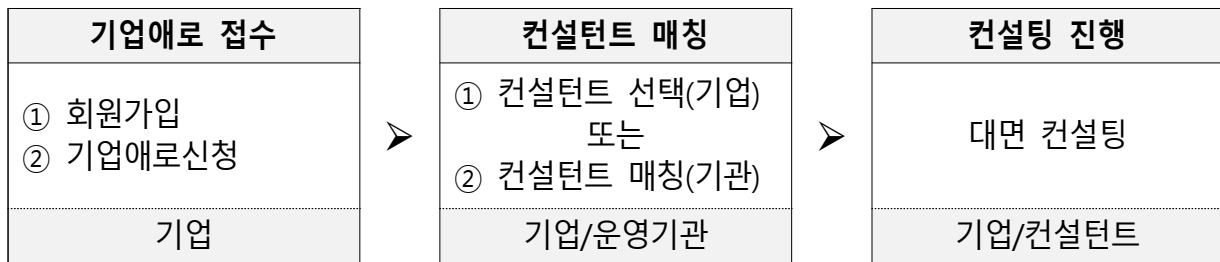 기업애로 접수
① 회원가입
② 기업애로신청
기업
➢
컨설턴트 매칭
① 컨설턴트 선택(기업)
또는
② 컨설턴트 매칭(기관)
기업/운영기관
➢
컨설팅 진행
대면 컨설팅
기업/컨설턴트